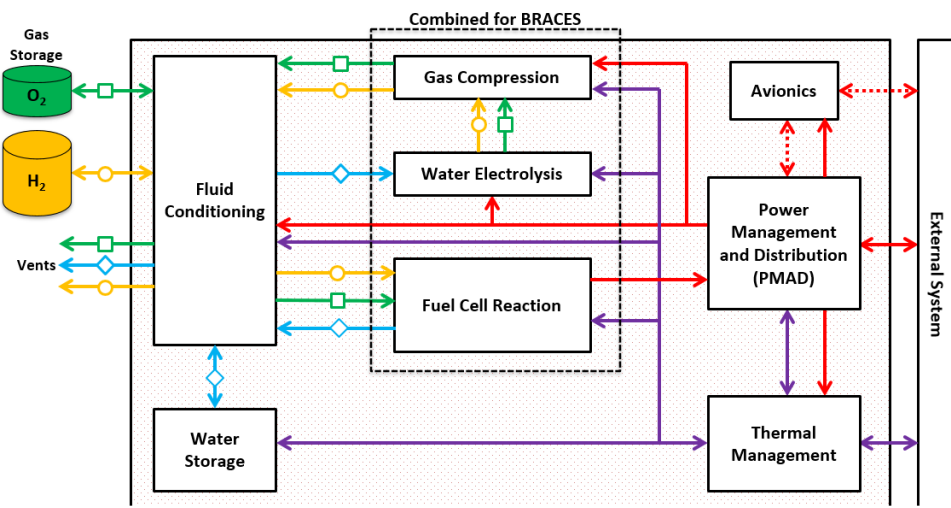 Combined for BRACES
Gas
Storage
O2
H2
Vents
Fluid
Conditioning
Gas Compression
Water Electrolysis
Fuel Cell Reaction
Water
Storage
Avionics
Power
Management
and Distribution
(PMAD)
Thermal
Management
External System